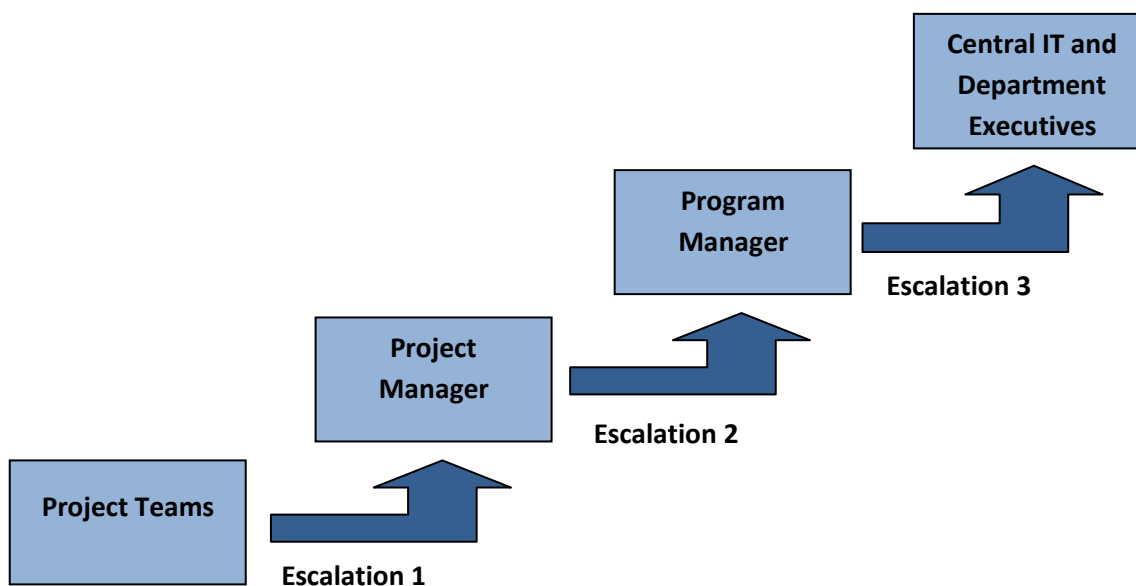 Central IT and
Department
Executives
Program
Manager
Escalation 3
Project
Manager
Escalation 2
Project Teams
Escalation 1